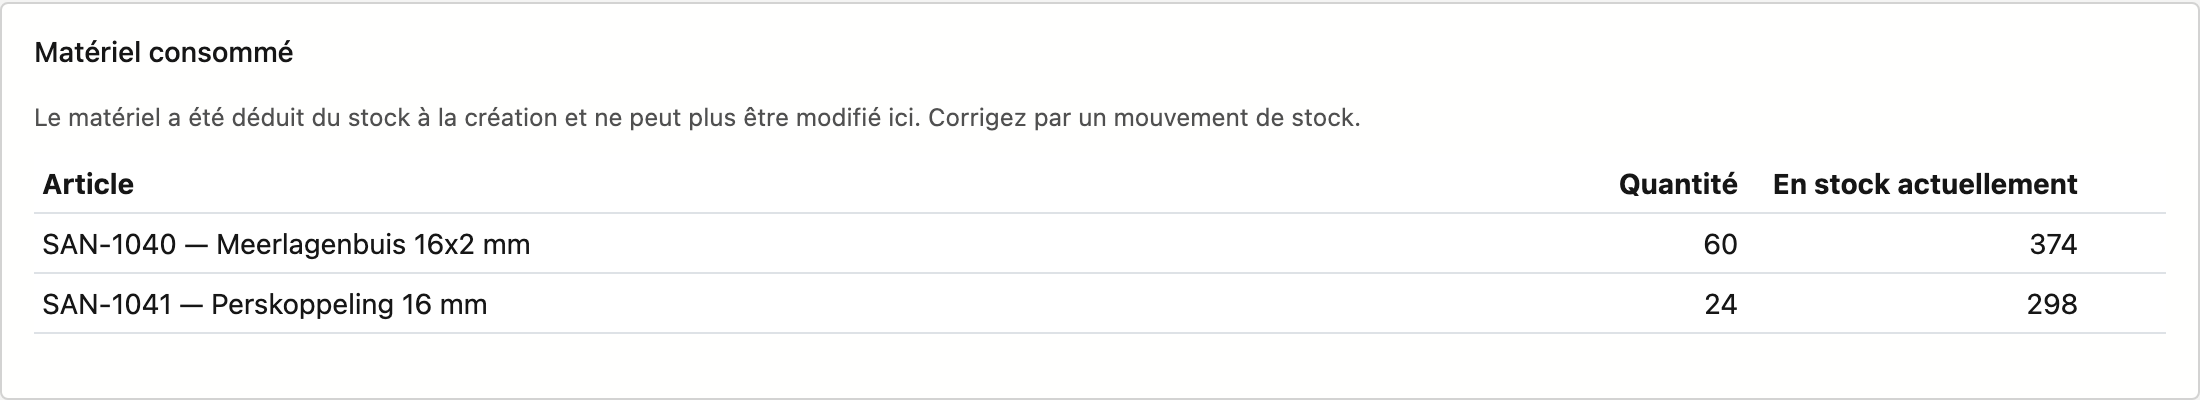 Matériel consommé
Le matériel a été déduit du stock à la création et ne peut plus être modifié ici. Corrigez par un mouvement de stock.
Article Quantité En stock actuellement
SAN-1040 — Meerlagenbuis 16x2 mm 60 374
SAN-1041 — Perskoppeling 16 mm 24 298